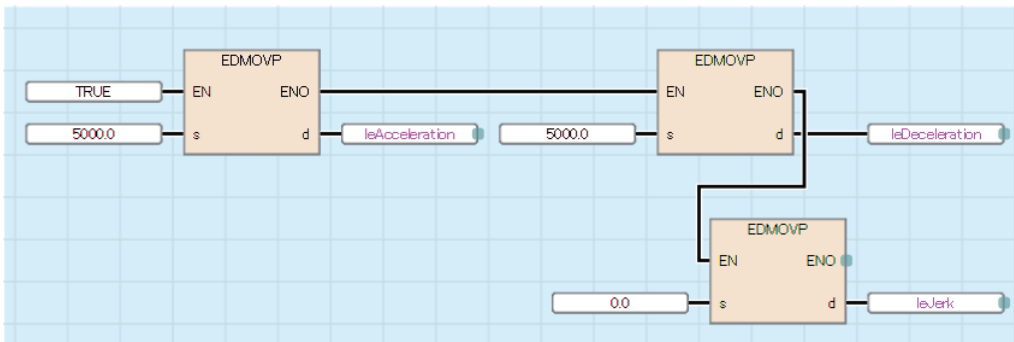 EDMOVP EDMOVP
TRUE EN ENO EN ENO
5000.0 s d leAcceleration 5000.0 s d leDeceleration
EDMOVP
EN ENO
0.0 s d leJerk